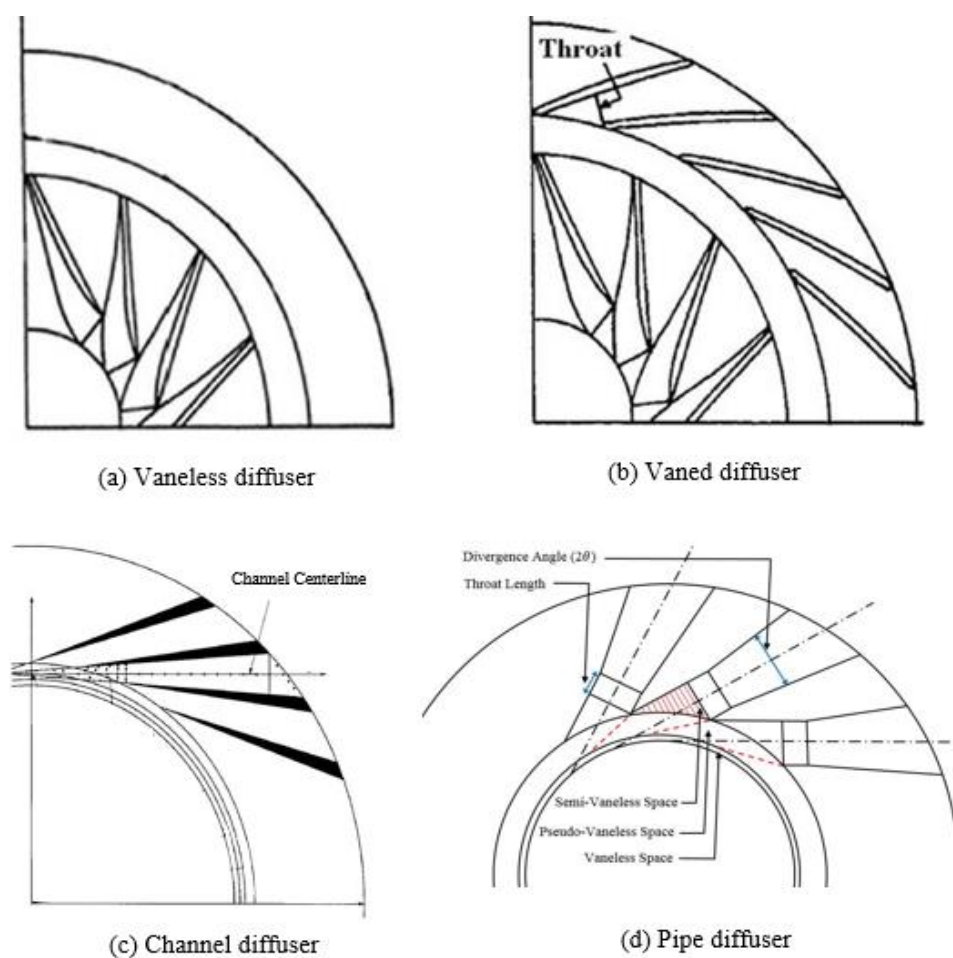 Throat
(a) Vaneless diffuser
(b) Vaned diffuser
Channel Centerline
(c) Channel diffuser
Divergence Angle (2θ)
Throat Length
Semi-Vaneless Space
Pseudo-Vaneless Space
Vaneless Space
(d) Pipe diffuser